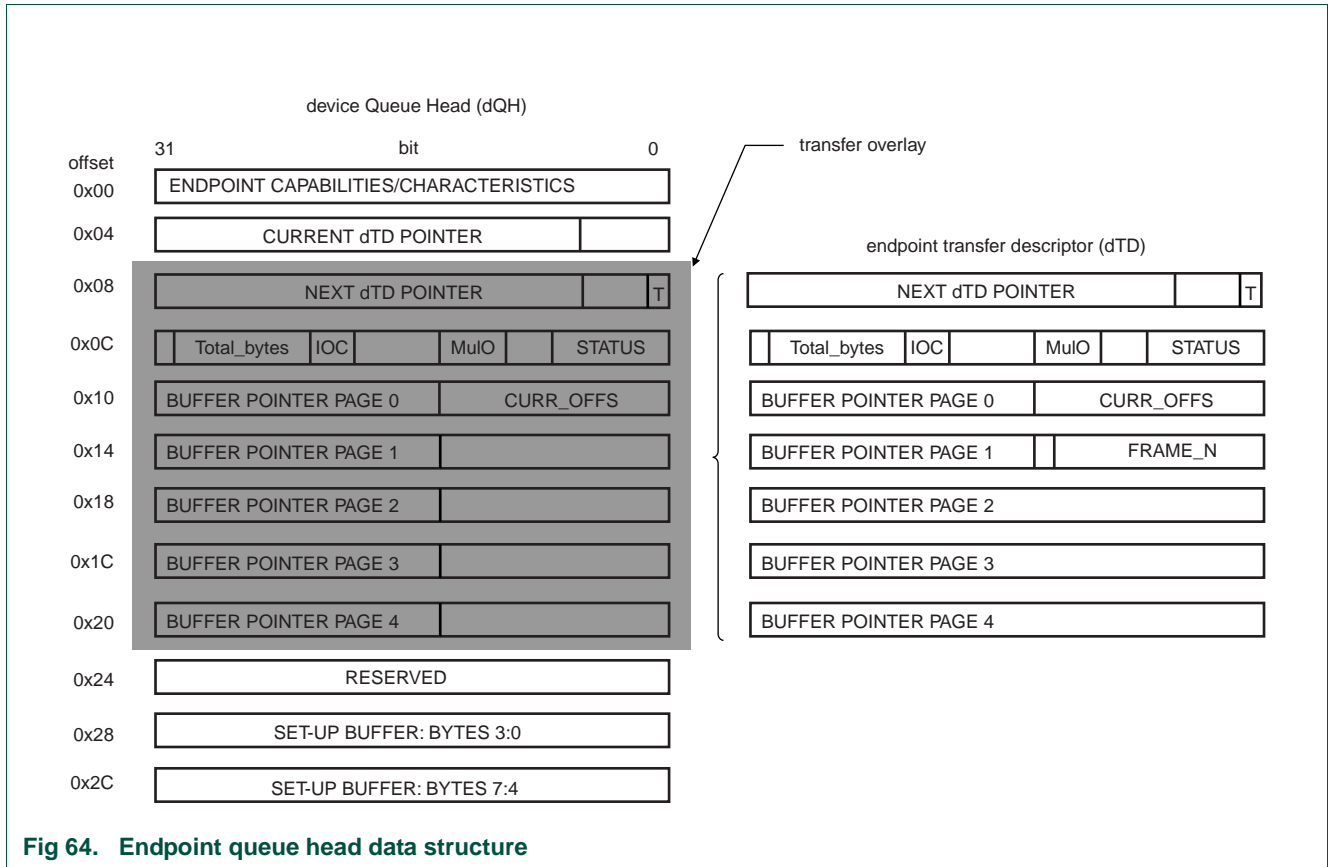 device Queue Head (dQH)
31 bit 0
transfer overlay
offset
0x00 ENDPOINT CAPABILITIES/CHARACTERISTICS
0x04 CURRENT dTD POINTER
endpoint transfer descriptor (dTD)
0x08 NEXT dTD POINTER T NEXT dTD POINTER T
0x0C Total_bytes IOC MulO STATUS Total_bytes IOC MulO STATUS
0x10 BUFFER POINTER PAGE 0 CURR_OFFS BUFFER POINTER PAGE 0 CURR_OFFS
0x14 BUFFER POINTER PAGE 1 BUFFER POINTER PAGE 1 FRAME_N
0x18 BUFFER POINTER PAGE 2 BUFFER POINTER PAGE 2
0x1C BUFFER POINTER PAGE 3 BUFFER POINTER PAGE 3
0x20 BUFFER POINTER PAGE 4 BUFFER POINTER PAGE 4
0x24 RESERVED
0x28 SET-UP BUFFER: BYTES 3:0
0x2C SET-UP BUFFER: BYTES 7:4
Fig 64. Endpoint queue head data structure